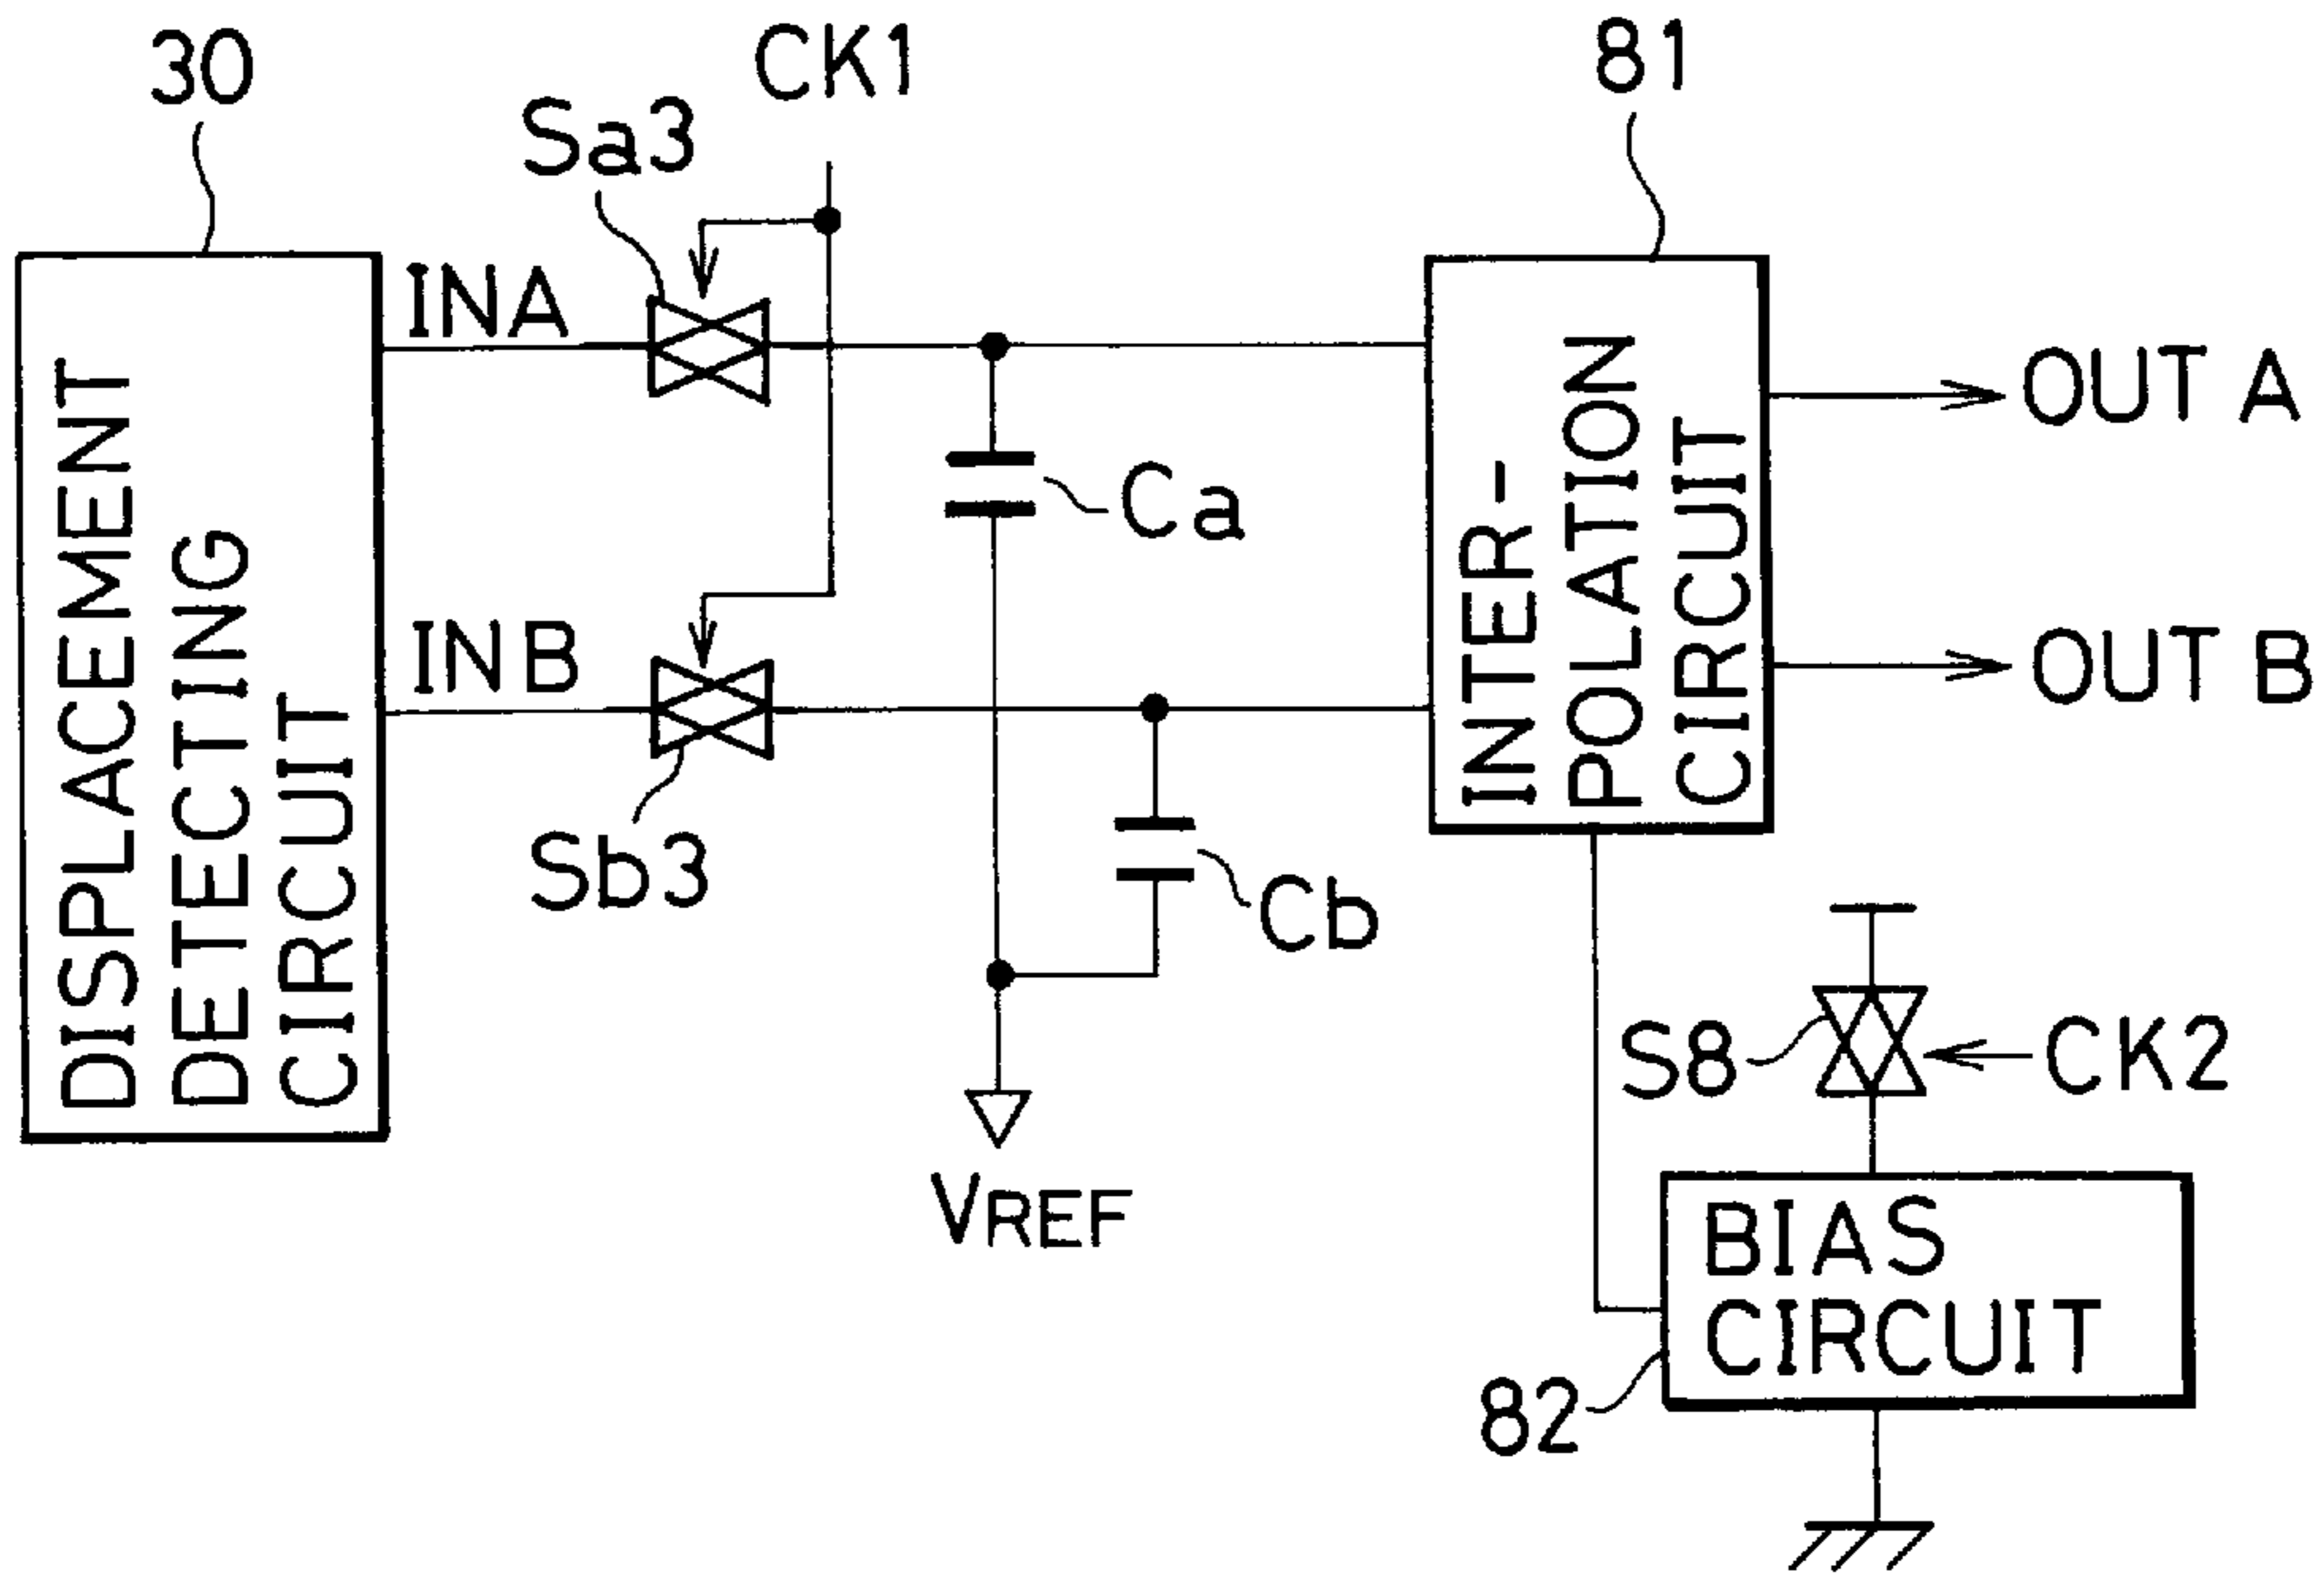 30
CK1
81
Sa3
INA
DISPLACEMENT
DETECTING
CIRCUIT
INTER-
POLATION
CIRCUIT
OUT A
Ca
INB
OUT B
Sb3
Cb
S8
CK2
VREF
BIAS
CIRCUIT
82